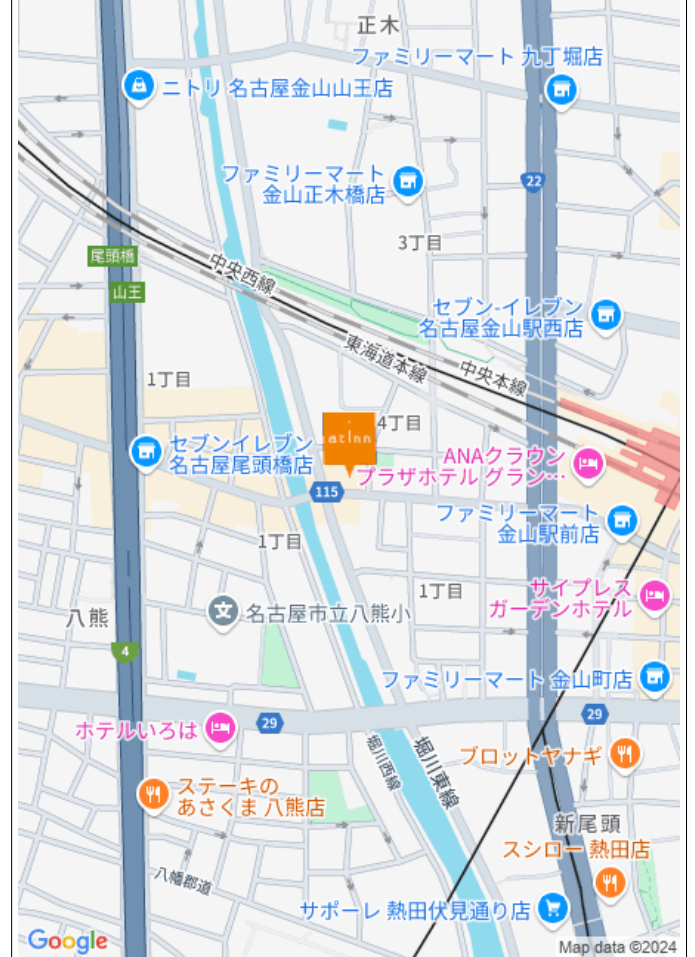 正木
ファミリーマート 九丁堀店
ニトリ 名古屋金山山王店
ファミリーマート
金山正木橋店
22
3丁目
尾頭橋
中央西線
山王
セブン-イレブン
名古屋金山駅西店
東海道本線
中央本線
1丁目
4丁目
atinn
セブンイレブン
名古屋尾頭橋店
ANAクラウン
プラザホテル グラン…
115
ファミリーマート
金山駅前店
1丁目
1丁目
サイプレス
ガーデンホテル
八熊
名古屋市立八熊小
4
ファミリーマート 金山町店
29
29
ホテルいろは
堀川西線
堀川東線
ブロットヤナギ
ステーキの
あさくま 八熊店
新尾頭
スシロー 熱田店
八幡郡道
サポーレ 熱田伏見通り店
Google
Map data ©2024